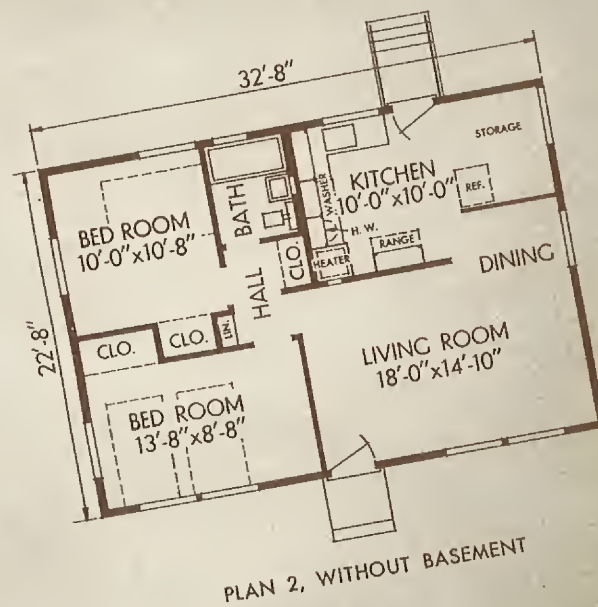 32'-8"
22'-8"
BED ROOM
10'-0"x10'-8"
BATH
KITCHEN
10'-0"x10'-0"
STORAGE
REF.
WASHER
H. W.
HEATER
RANGE
CLO.
HALL
DINING
CLO.
CLO.
LIN.
LIVING ROOM
18'-0"x14'-10"
BED ROOM
13'-8"x8'-8"
PLAN 2, WITHOUT BASEMENT